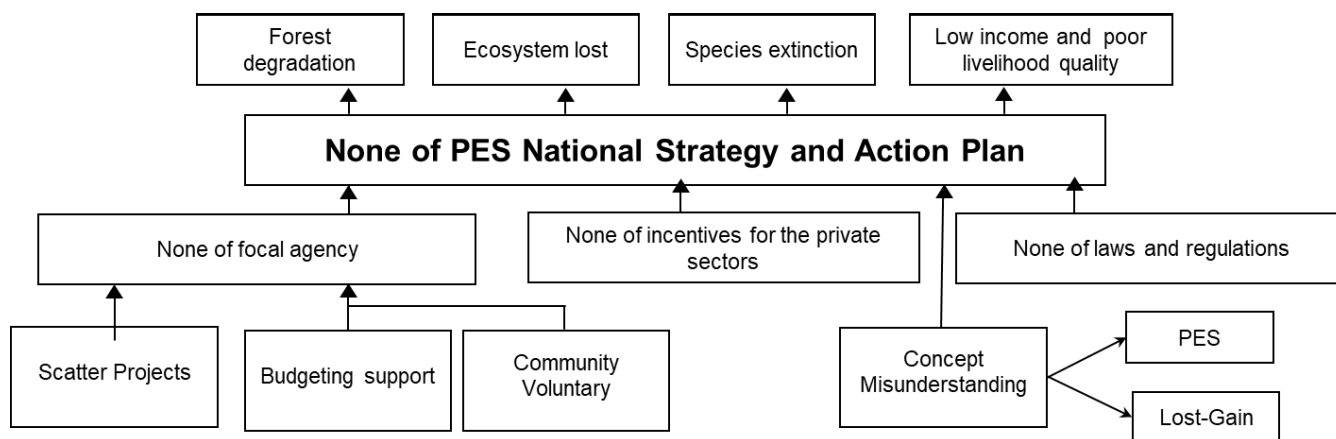 Forest
degradation
Ecosystem lost
Species extinction
Low income and poor
livelihood quality
None of PES National Strategy and Action Plan
None of focal agency
None of incentives for the private
sectors
None of laws and regulations
Scatter Projects
Budgeting support
Community
Voluntary
Concept
Misunderstanding
PES
Lost-Gain